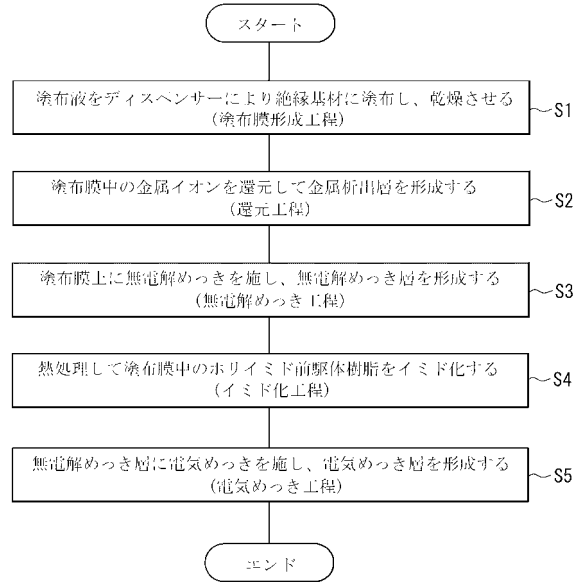 スタート
塗布液をディスペンサーにより絶縁基材に塗布し、乾燥させる
(塗布膜形成工程)
S1
塗布膜中の金属イオンを還元して金属析出層を形成する
(還元工程)
S2
塗布膜上に無電解めっきを施し、無電解めっき層を形成する
(無電解めっき工程)
S3
熱処理して塗布膜中のポリイミド前駆体樹脂をイミド化する
(イミド化工程)
S4
無電解めっき層に電気めっきを施し、電気めっき層を形成する
(電気めっき工程)
S5
エンド